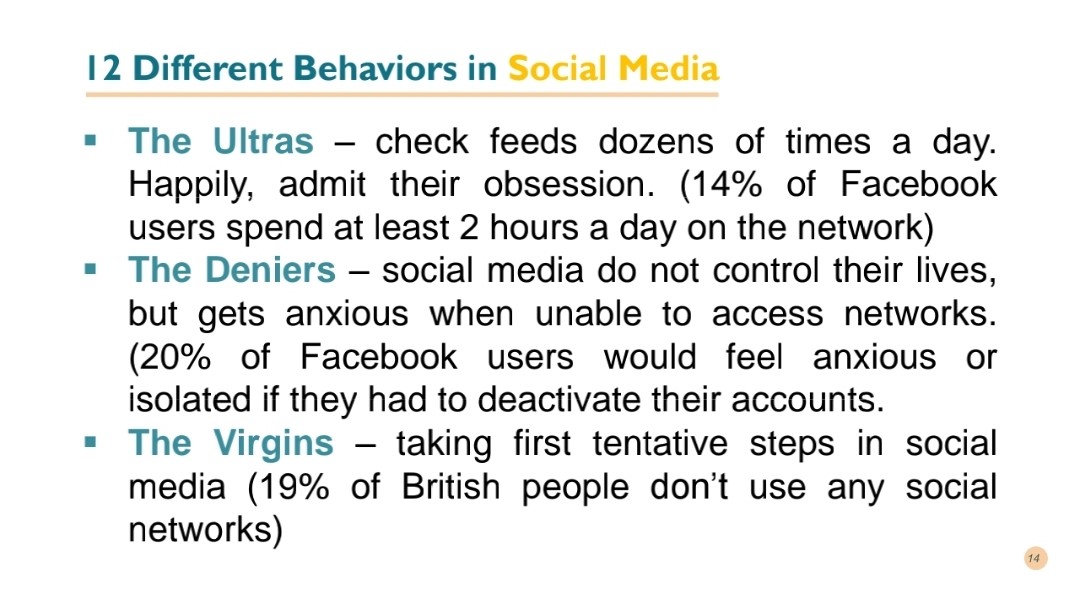 12 Different Behaviors in Social Media
▪ The Ultras – check feeds dozens of times a day.
Happily, admit their obsession. (14% of Facebook
users spend at least 2 hours a day on the network)
▪ The Deniers – social media do not control their lives,
but gets anxious when unable to access networks.
(20% of Facebook users would feel anxious or
isolated if they had to deactivate their accounts.
▪ The Virgins – taking first tentative steps in social
media (19% of British people don’t use any social
networks)
14